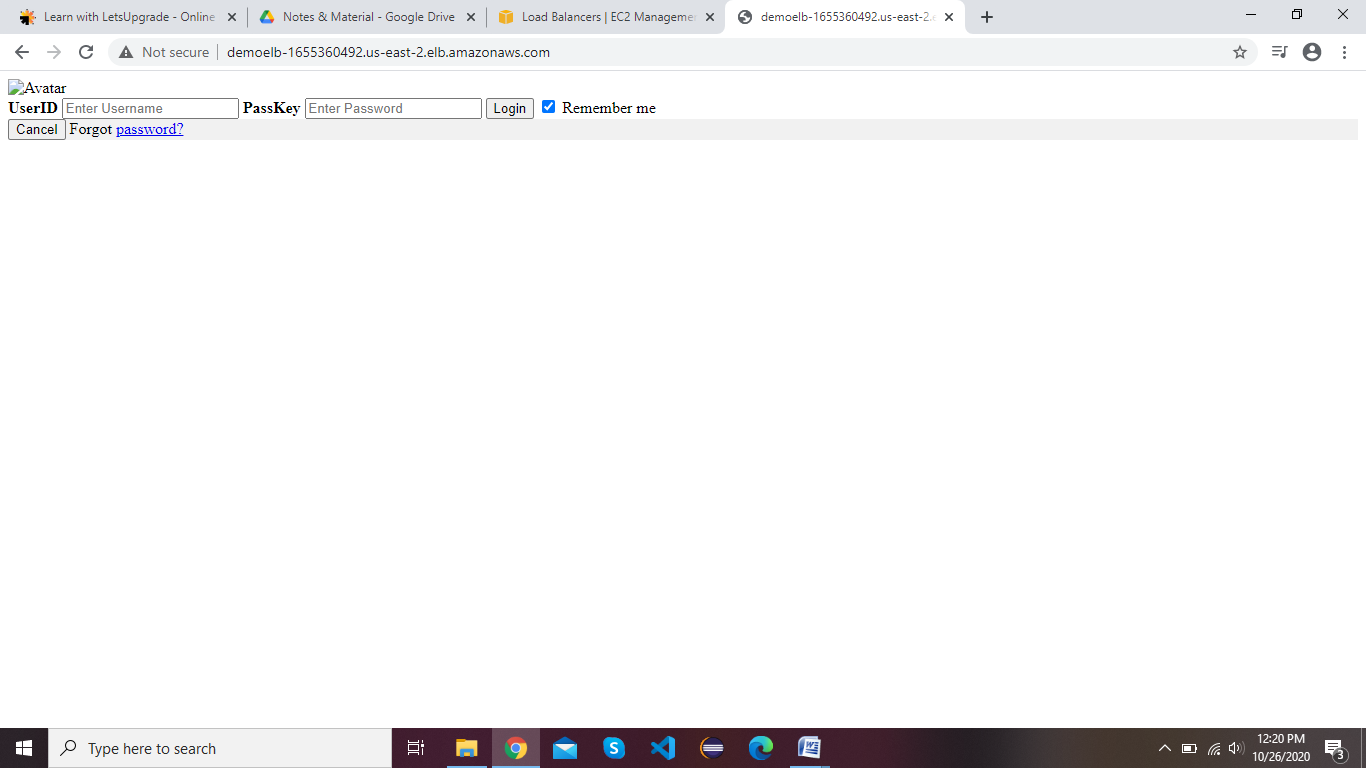 Learn with LetsUpgrade - Online
Notes & Material - Google Drive
Load Balancers | EC2 Managemen
demoelb-1655360492.us-east-2.e
Not secure
demoelb-1655360492.us-east-2.elb.amazonaws.com
Avatar
UserID Enter Username PassKey Enter Password Login Remember me
Cancel Forgot password?
Type here to search
12:20 PM
10/26/2020
3